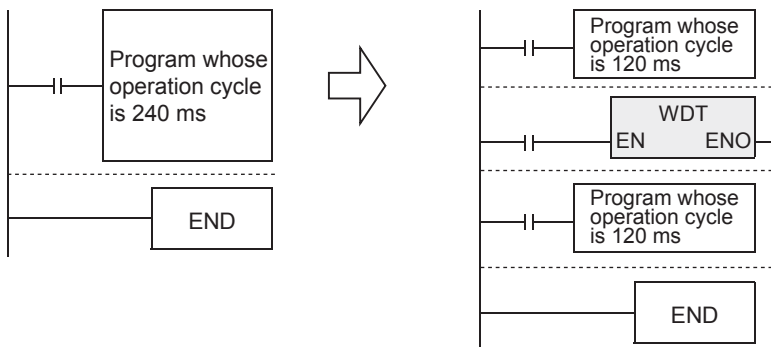 Program whose
operation cycle
is 240 ms
END
Program whose
operation cycle
is 120 ms
WDT
EN ENO
Program whose
operation cycle
is 120 ms
END